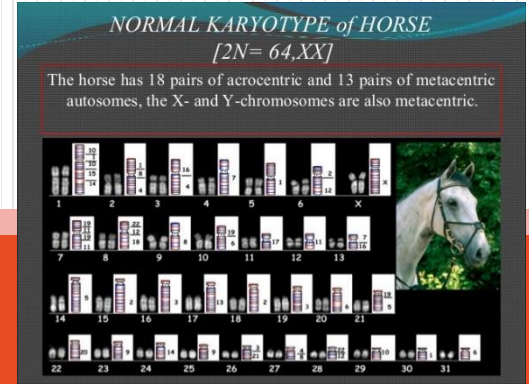 NORMAL KARYOTYPE of HORSE
[2N= 64,XX]
The horse has 18 pairs of acrocentric and 13 pairs of metacentric
autosomes, the X- and Y-chromosomes are also metacentric.
1 2 3 4 5 6 X
7 8 9 10 11 12 13
14 15 16 17 18 19 20 21
22 23 24 25 26 27 28 29 30 31